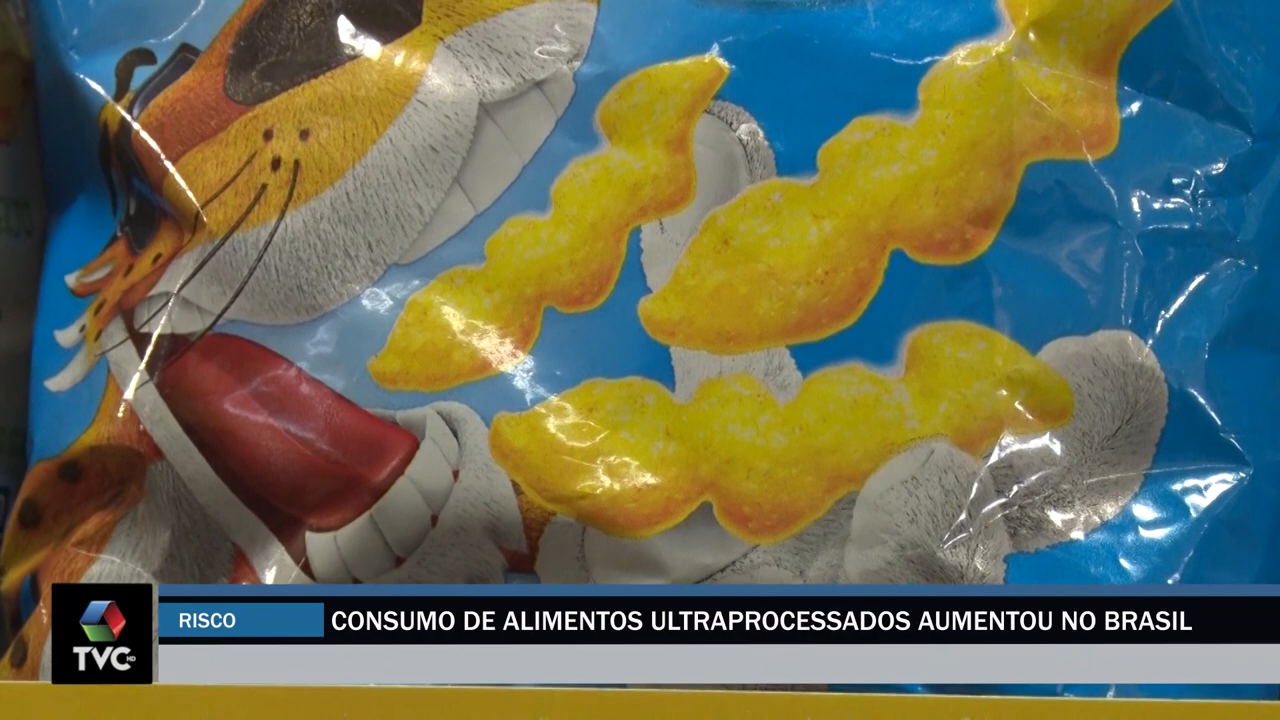 RISCO
CONSUMO DE ALIMENTOS ULTRAPROCESSADOS AUMENTOU NO BRASIL
TVC HD